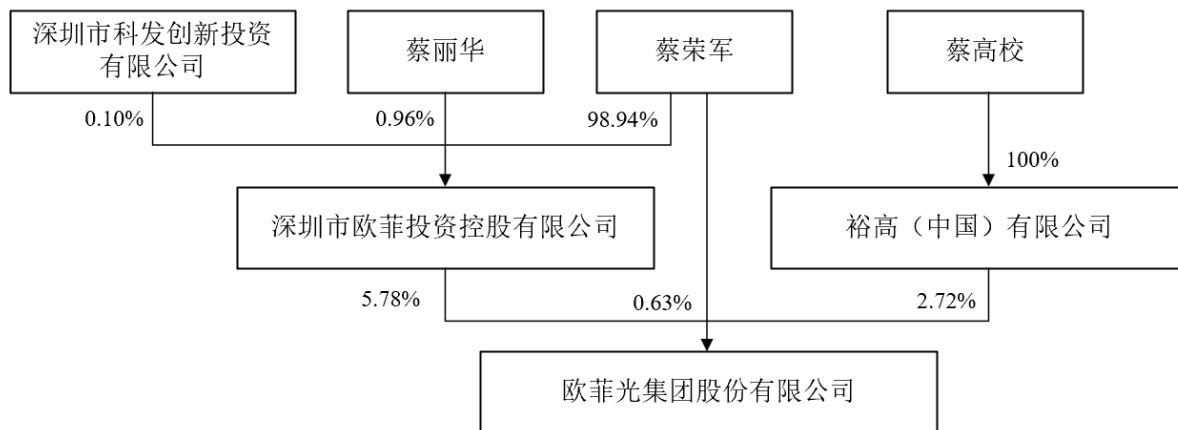 深圳市科发创新投资
有限公司
蔡丽华
蔡荣军
蔡高校
0.10%
0.96%
98.94%
100%
深圳市欧菲投资控股有限公司
裕高（中国）有限公司
5.78%
0.63%
2.72%
欧菲光集团股份有限公司